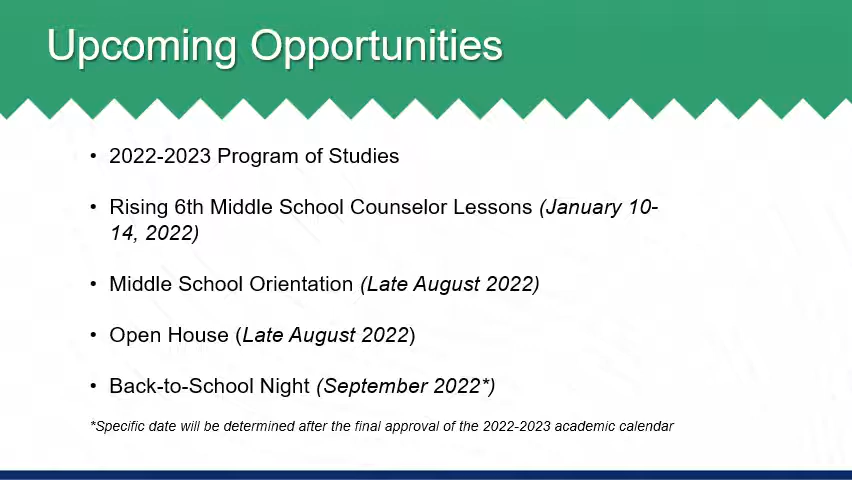 Upcoming Opportunities
• 2022-2023 Program of Studies
• Rising 6th Middle School Counselor Lessons (January 10-
14, 2022)
• Middle School Orientation (Late August 2022)
• Open House (Late August 2022)
• Back-to-School Night (September 2022*)
*Specific date will be determined after the final approval of the 2022-2023 academic calendar